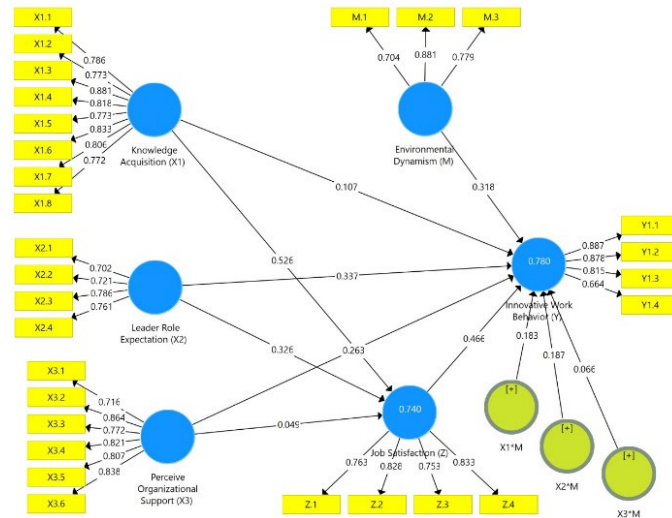 X1.1
X1.2
X1.3
X1.4
X1.5
X1.6
X1.7
X1.8
0.786
0.773
0.881
0.818
0.773
0.833
0.806
0.772
Knowledge
Acquisition (X1)
M.1
M.2
M.3
0.704
0.881
0.779
Environmental
Dynamism (M)
0.107
0.318
0.526
X2.1
X2.2
X2.3
X2.4
0.702
0.721
0.786
0.761
Leader Role
Expectation (X2)
0.337
0.326
0.263
0.780
Innovative Work
Behavior (Y)
0.887
0.878
0.815
0.664
Y1.1
Y1.2
Y1.3
Y1.4
X3.1
X3.2
X3.3
X3.4
X3.5
X3.6
0.716
0.864
0.772
0.821
0.807
0.838
Perceive
Organizational
Support (X3)
0.049
0.466
0.740
Job Satisfaction (Z)
0.763
0.828
0.753
0.833
Z.1
Z.2
Z.3
Z.4
0.183
0.187
0.066
[+]
X1*M
[+]
X2*M
[+]
X3*M